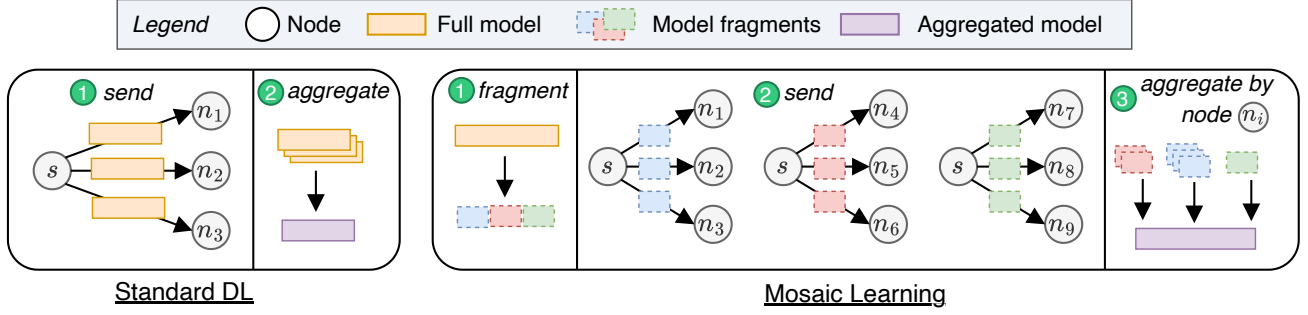 Legend Node Full model Model fragments Aggregated model
1 send
s
n1
n2
n3
2 aggregate
Standard DL
1 fragment
2 send
s
n1
n2
n3
s
n4
n5
n6
s
n7
n8
n9
3 aggregate by
node ni
Mosaic Learning